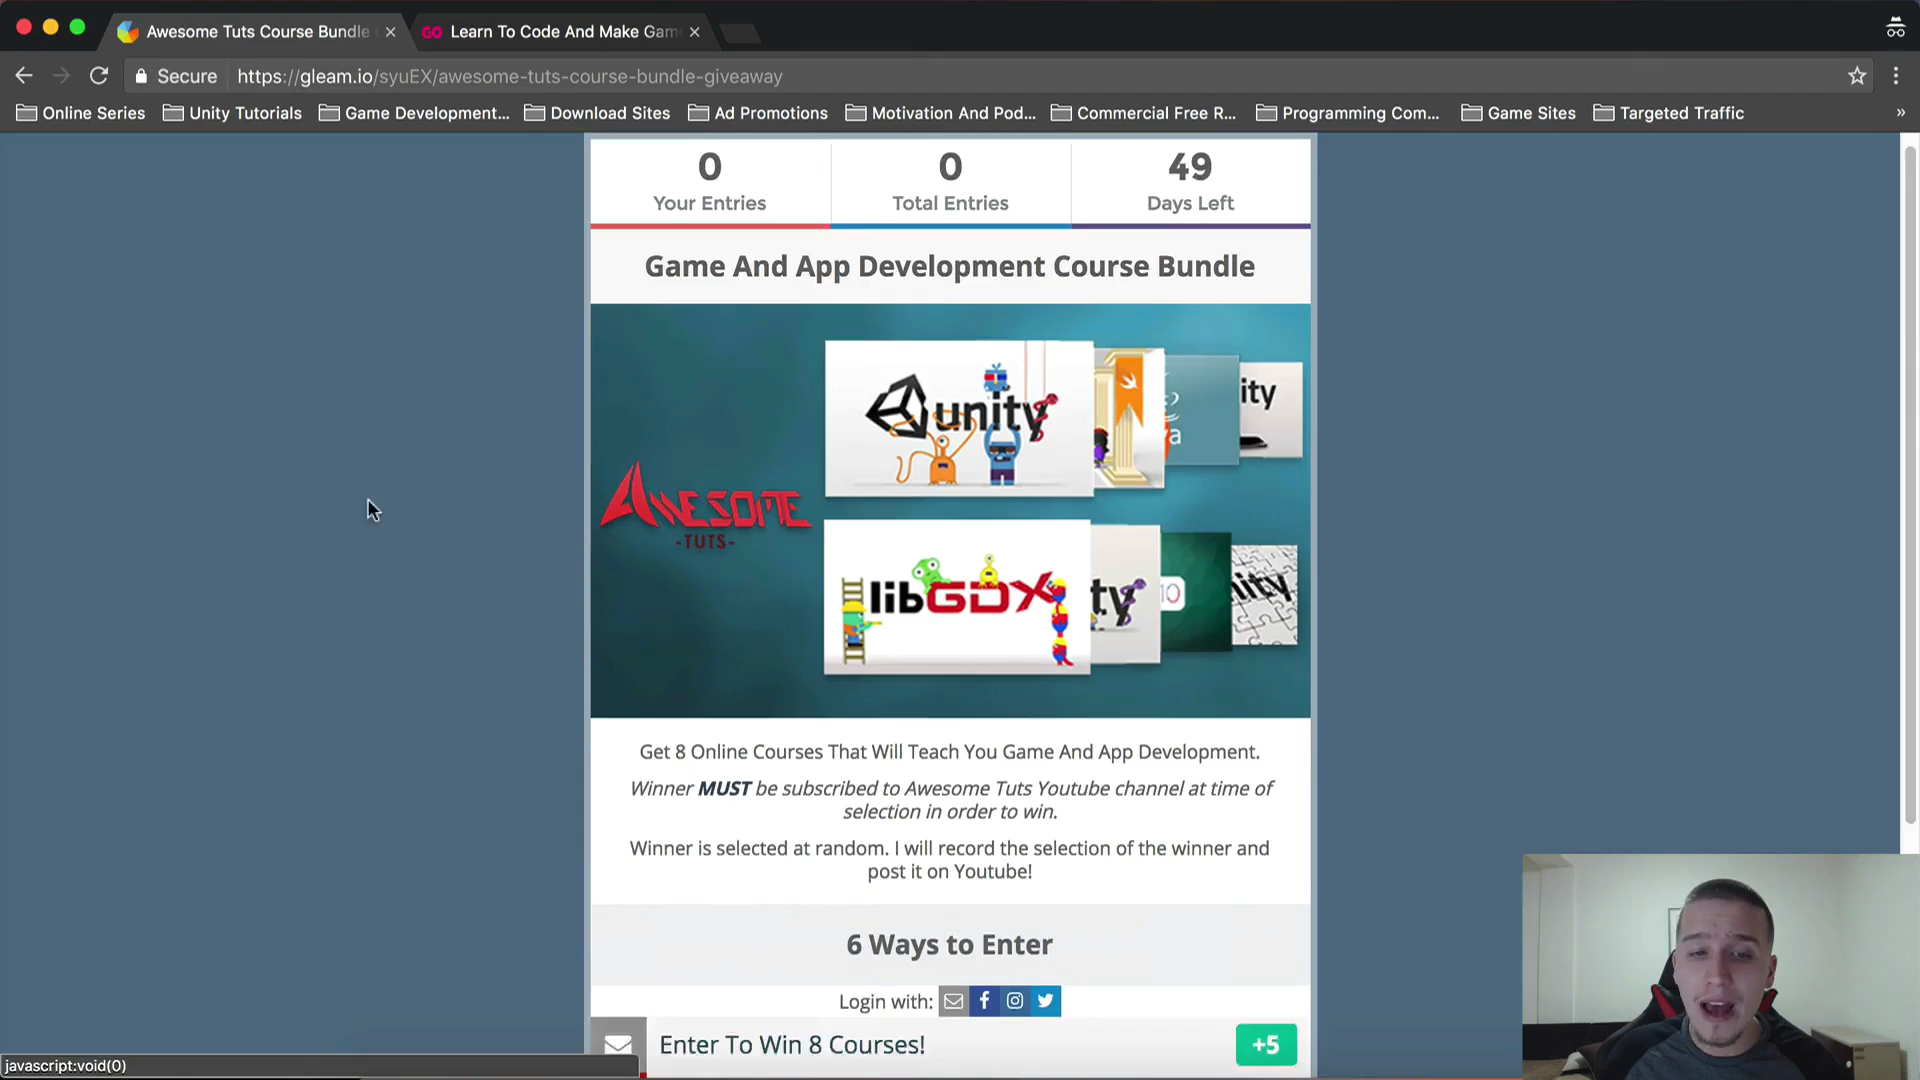 Awesome Tuts Course Bundle
GO Learn To Code And Make Gam
Secure https://gleam.io/syuEX/awesome-tuts-course-bundle-giveaway
Online Series Unity Tutorials Game Development... Download Sites Ad Promotions Motivation And Pod... Commercial Free R... Programming Com... Game Sites Targeted Traffic »
0 0 49
Your Entries Total Entries Days Left
Game And App Development Course Bundle
unity
ity
va
AWESOME
-TUTS-
libGDX
ty
10
nity
Get 8 Online Courses That Will Teach You Game And App Development.
Winner MUST be subscribed to Awesome Tuts Youtube channel at time of
selection in order to win.
Winner is selected at random. I will record the selection of the winner and
post it on Youtube!
6 Ways to Enter
Login with:
Enter To Win 8 Courses! +5
javascript:void(0)